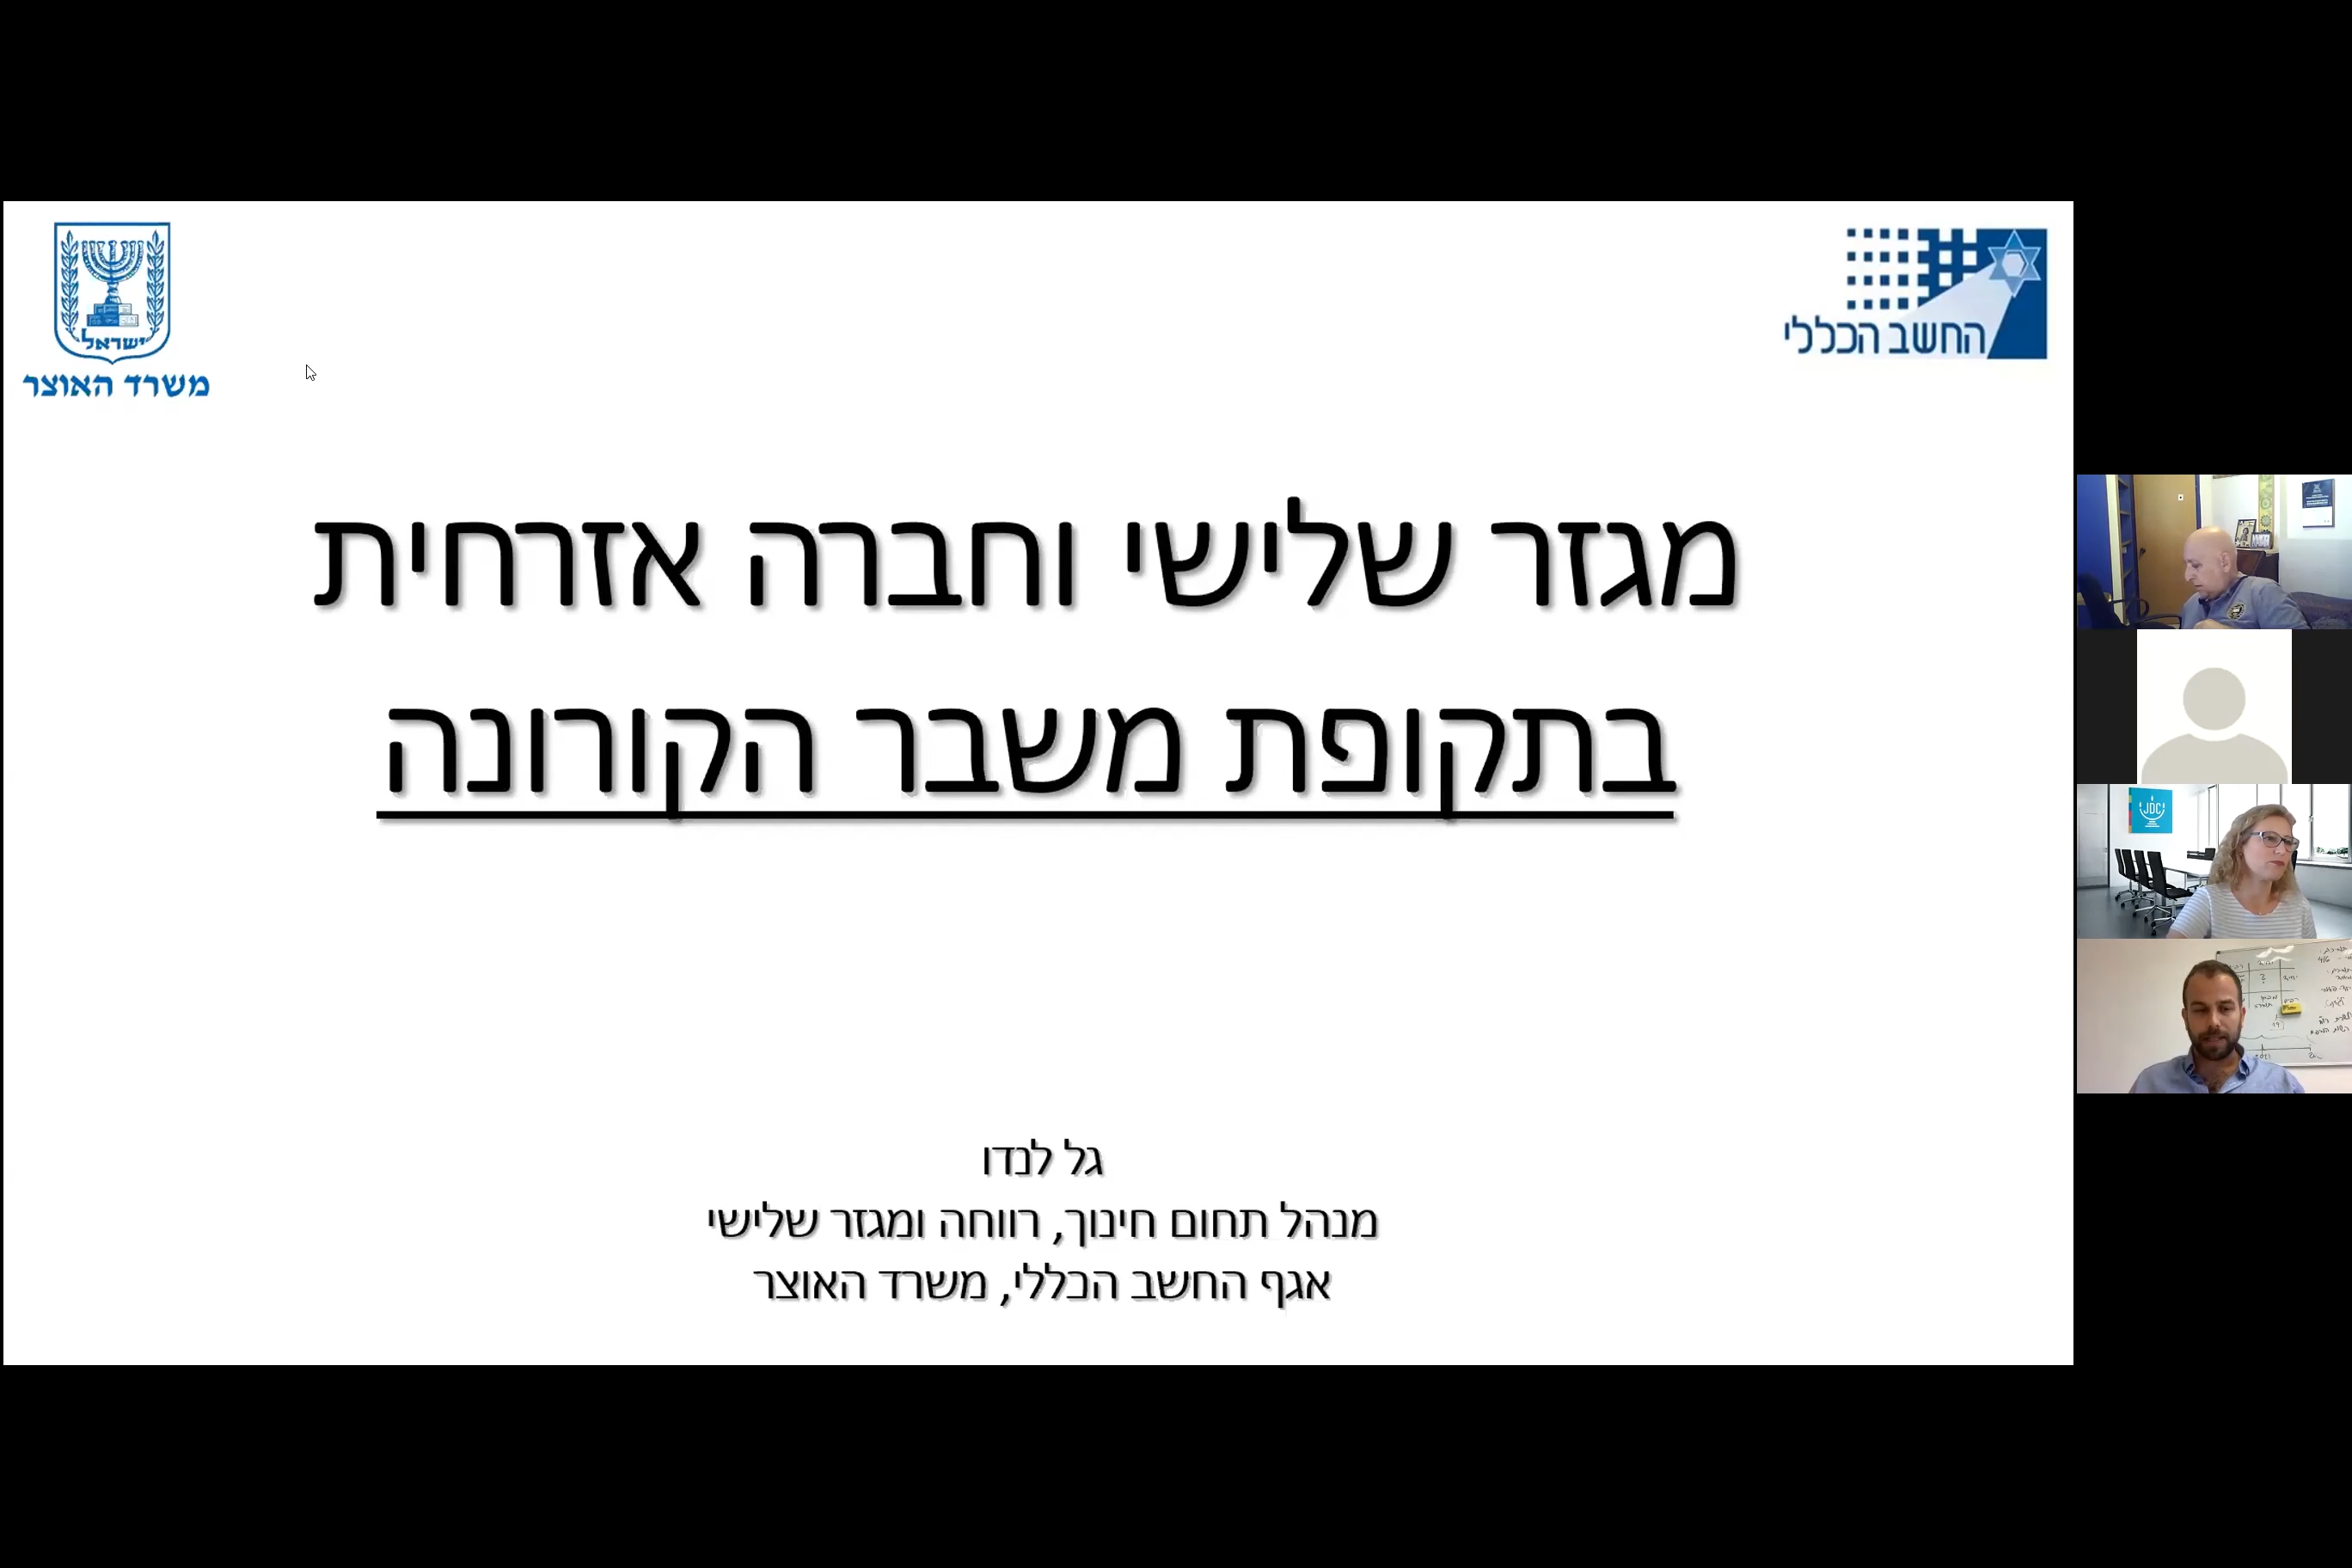 ישראל
משרד האוצר
החשב הכללי
מגזר שלישי וחברה אזרחית
בתקופת משבר הקורונה
גל לנדו
מנהל תחום חינוך, רווחה ומגזר שלישי
אגף החשב הכללי, משרד האוצר
JDC